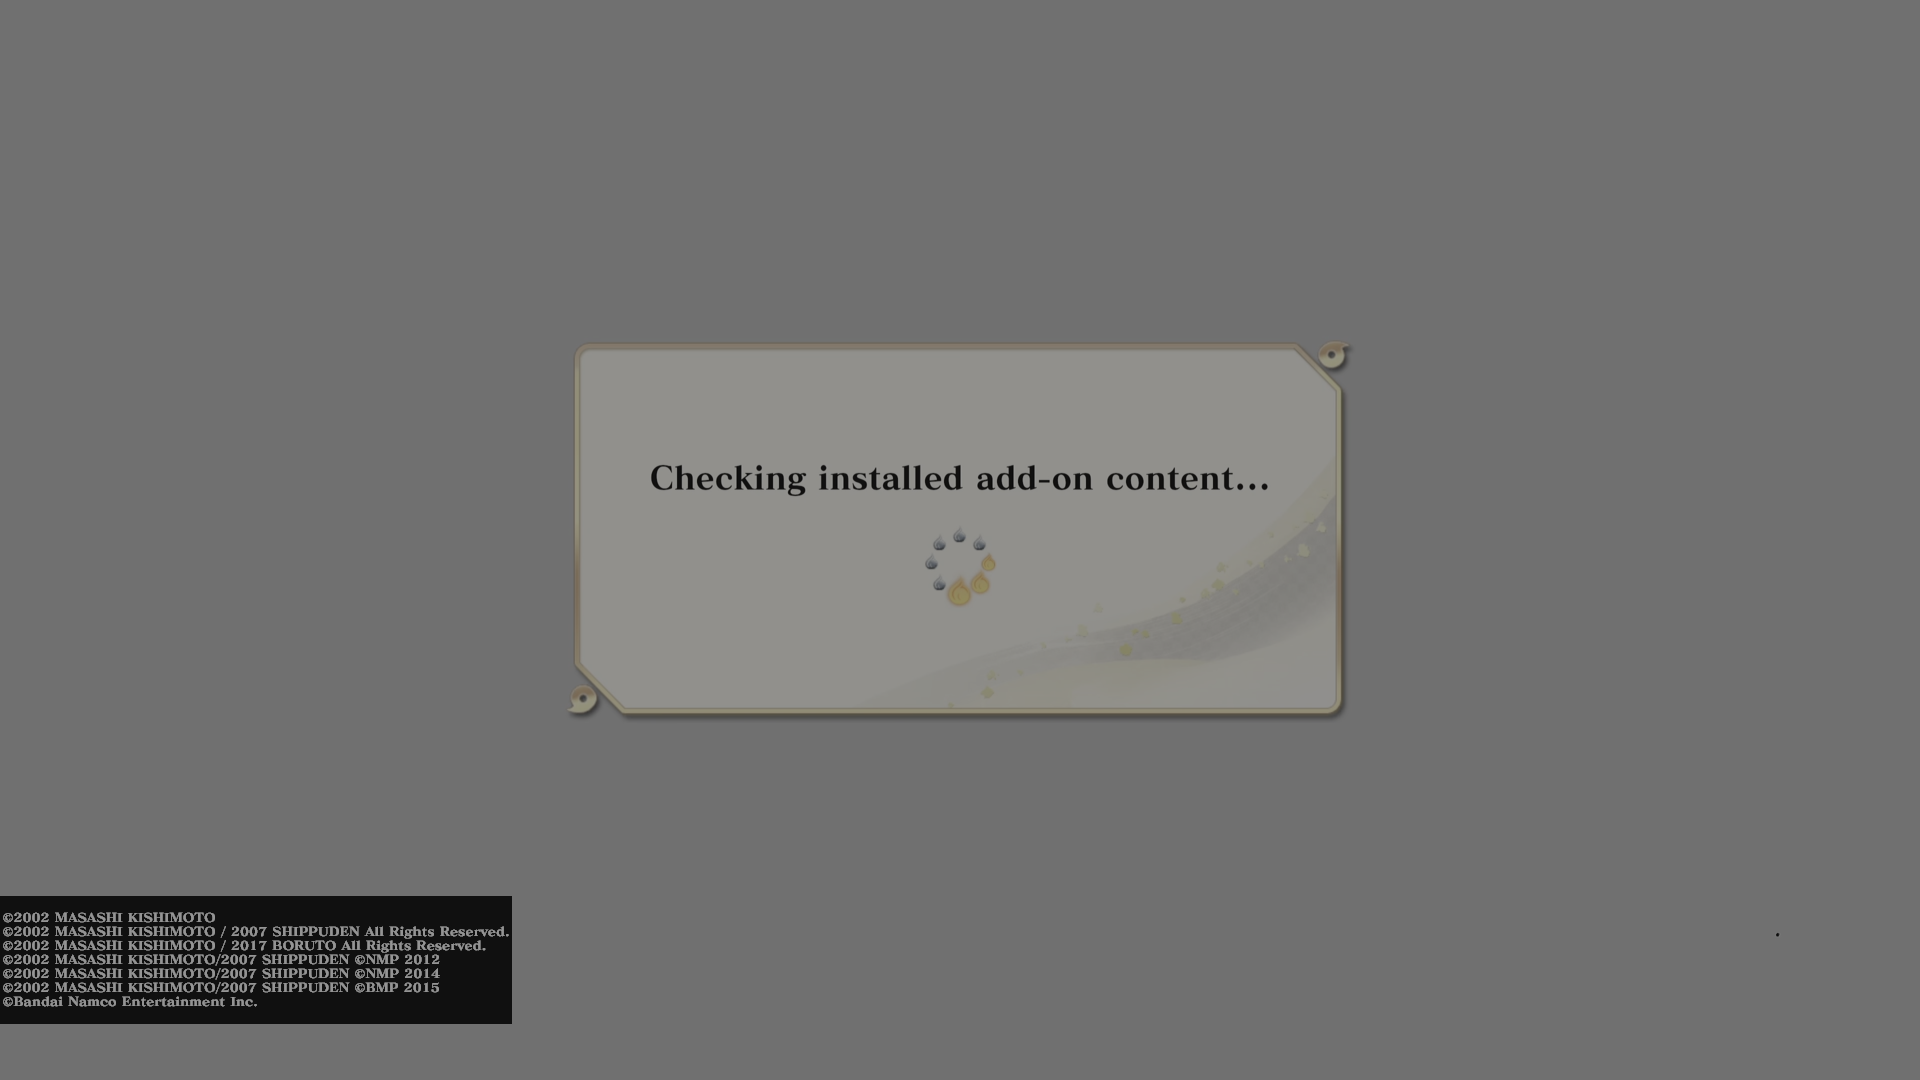 Checking installed add-on content...
©2002 MASASHI KISHIMOTO
©2002 MASASHI KISHIMOTO / 2007 SHIPPUDEN All Rights Reserved.
©2002 MASASHI KISHIMOTO / 2017 BORUTO All Rights Reserved.
©2002 MASASHI KISHIMOTO/2007 SHIPPUDEN ©NMP 2012
©2002 MASASHI KISHIMOTO/2007 SHIPPUDEN ©NMP 2014
©2002 MASASHI KISHIMOTO/2007 SHIPPUDEN ©BMP 2015
©Bandai Namco Entertainment Inc.